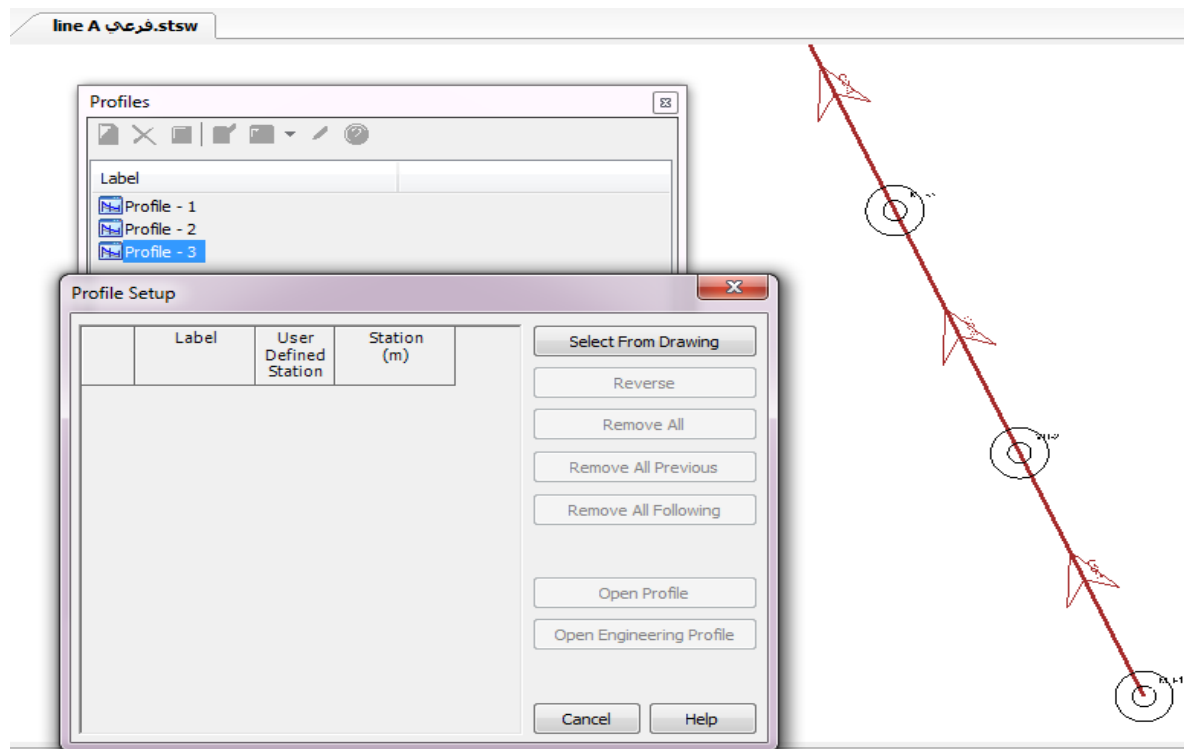 line A فرعي.stsw
Profiles
Label
Profile - 1
Profile - 2
Profile - 3
Profile Setup
Label
User Defined Station
Station (m)
Select From Drawing
Reverse
Remove All
Remove All Previous
Remove All Following
Open Profile
Open Engineering Profile
Cancel
Help